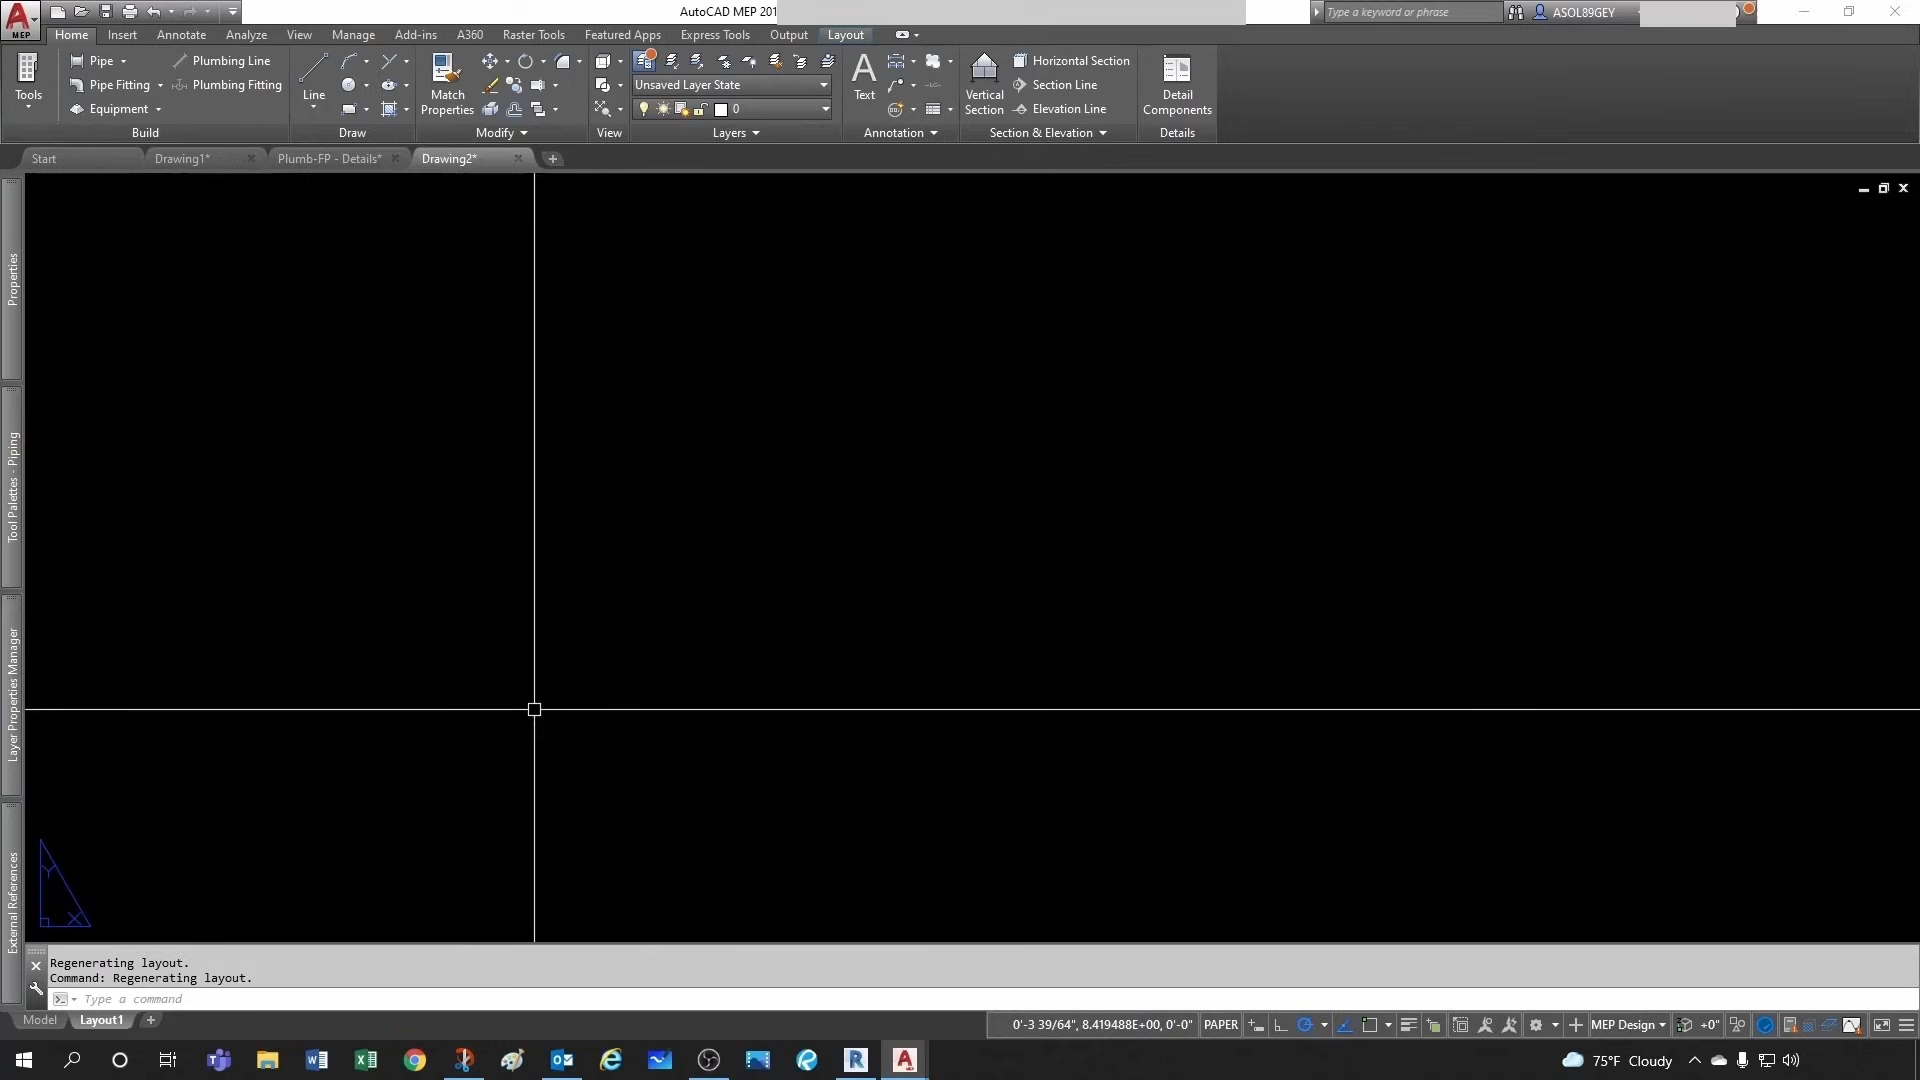 MEP
AutoCAD MEP 201
Type a keyword or phrase
ASOL89GEY
Home Insert Annotate Analyze View Manage Add-ins A360 Raster Tools Featured Apps Express Tools Output Layout
Tools
Pipe
Pipe Fitting
Equipment
Plumbing Line
Plumbing Fitting
Build
Line
Draw
Match
Properties
Modify
View
Unsaved Layer State
0
Layers
A
Text
Annotation
Vertical
Section
Horizontal Section
Section Line
Elevation Line
Section & Elevation
Detail
Components
Details
Start Drawing1* Plumb-FP - Details* Drawing2*
Properties
Tool Palettes - Piping
Layer Properties Manager
External References
Y
X
Regenerating layout.
Command: Regenerating layout.
Type a command
Model Layout1
0'-3 39/64", 8.419488E+00, 0'-0" PAPER MEP Design +0"
75°F Cloudy